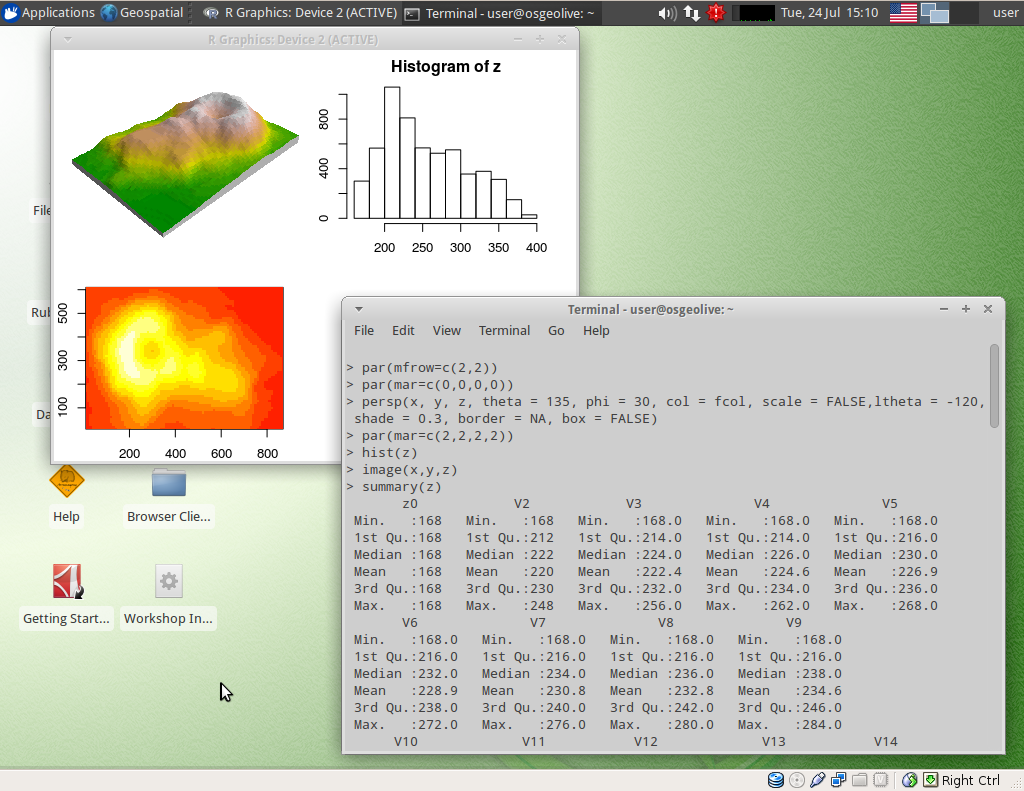 Applications Geospatial R Graphics: Device 2 (ACTIVE) Terminal - user@osgeolive: ~ Tue, 24 Jul 15:10 user
R Graphics: Device 2 (ACTIVE)
Histogram of z
0 400 800
200 250 300 350 400
100 300 500
200 400 600 800
File
Rub
Da
Help
Browser Clie...
Getting Start...
Workshop In...
Terminal - user@osgeolive: ~
File Edit View Terminal Go Help
> par(mfrow=c(2,2))
> par(mar=c(0,0,0,0))
> persp(x, y, z, theta = 135, phi = 30, col = fcol, scale = FALSE,ltheta = -120,
shade = 0.3, border = NA, box = FALSE)
> par(mar=c(2,2,2,2))
> hist(z)
> image(x,y,z)
> summary(z)
z0 V2 V3 V4 V5
Min. :168 Min. :168 Min. :168.0 Min. :168.0 Min. :168.0
1st Qu.:168 1st Qu.:212 1st Qu.:214.0 1st Qu.:214.0 1st Qu.:216.0
Median :168 Median :222 Median :224.0 Median :226.0 Median :230.0
Mean :168 Mean :220 Mean :222.4 Mean :224.6 Mean :226.9
3rd Qu.:168 3rd Qu.:230 3rd Qu.:232.0 3rd Qu.:234.0 3rd Qu.:236.0
Max. :168 Max. :248 Max. :256.0 Max. :262.0 Max. :268.0
V6 V7 V8 V9
Min. :168.0 Min. :168.0 Min. :168.0 Min. :168.0
1st Qu.:216.0 1st Qu.:216.0 1st Qu.:216.0 1st Qu.:216.0
Median :232.0 Median :234.0 Median :236.0 Median :238.0
Mean :228.9 Mean :230.8 Mean :232.8 Mean :234.6
3rd Qu.:238.0 3rd Qu.:240.0 3rd Qu.:242.0 3rd Qu.:246.0
Max. :272.0 Max. :276.0 Max. :280.0 Max. :284.0
V10 V11 V12 V13 V14
Right Ctrl